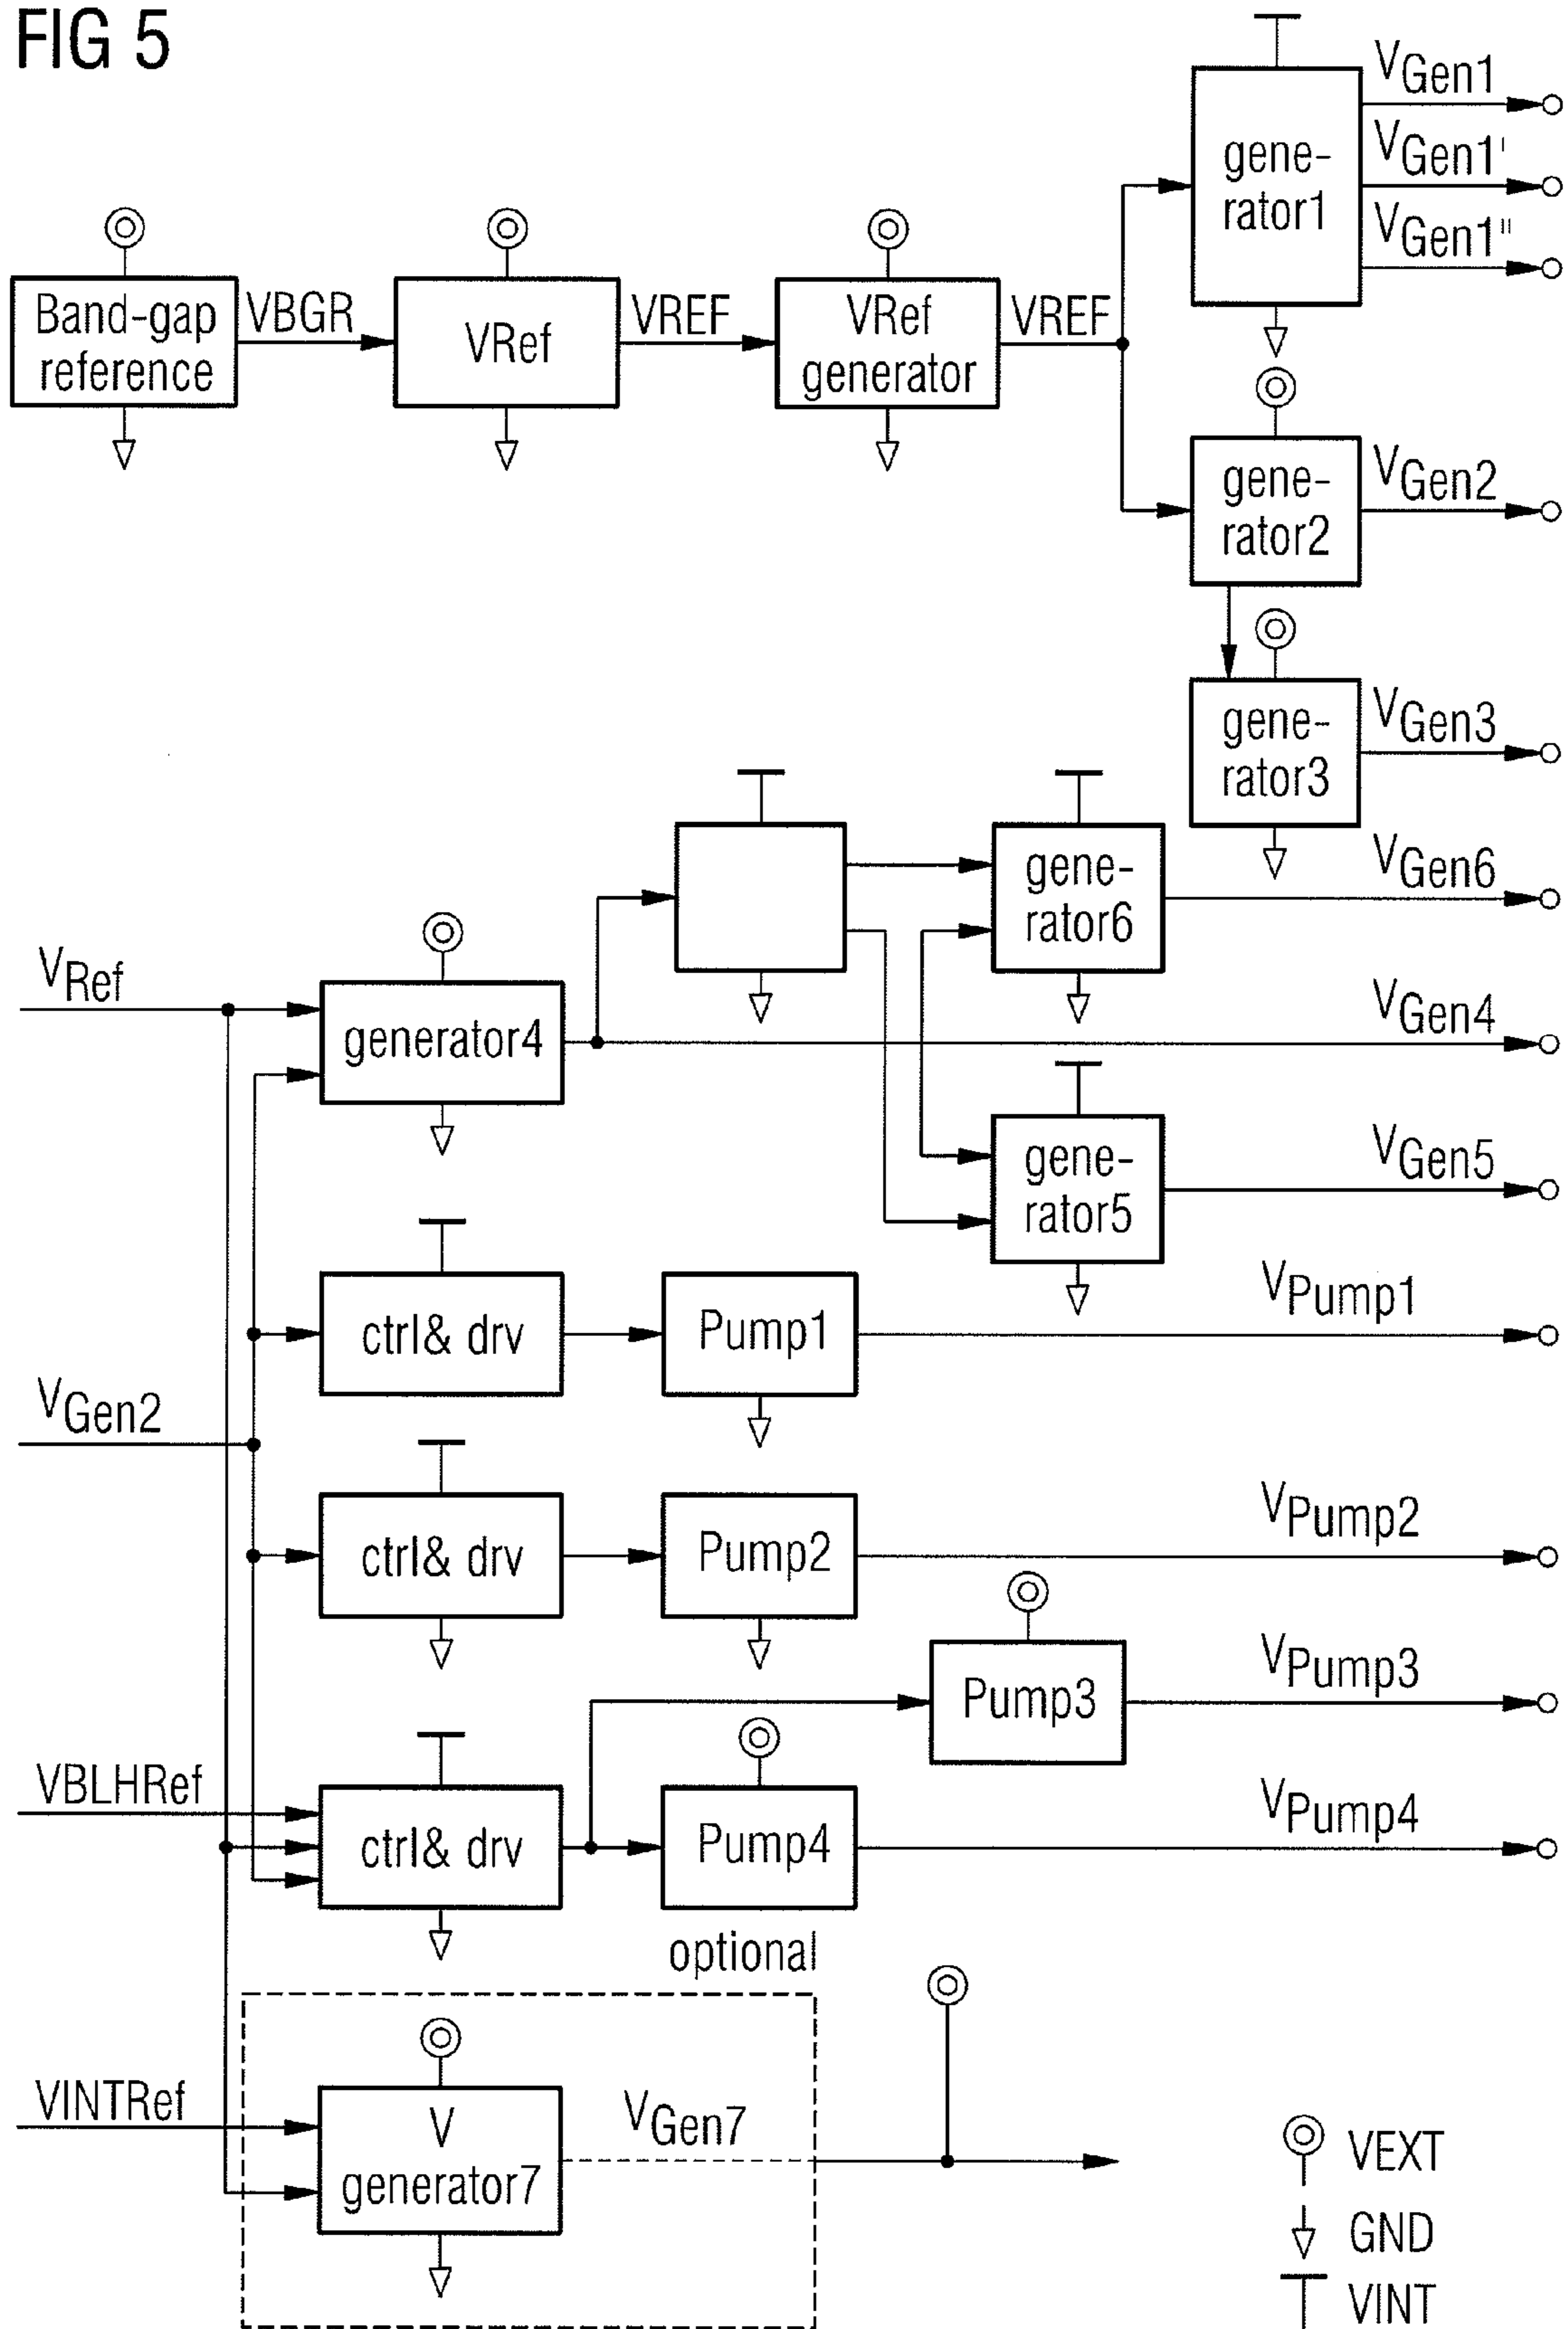 FIG 5
VGen1
VGen1'
VGen1"
gene-
rator1
Band-gap
reference
VBGR
VRef
VREF
VRef
generator
VREF
gene-
rator2
VGen2
gene-
rator3
VGen3
gene-
rator6
VGen6
VRef
generator4
VGen4
gene-
rator5
VGen5
ctrl& drv
Pump1
VPump1
VGen2
ctrl& drv
Pump2
VPump2
Pump3
VPump3
VBLHRef
ctrl& drv
Pump4
VPump4
optional
VINTRef
V
generator7
VGen7
VEXT
GND
VINT